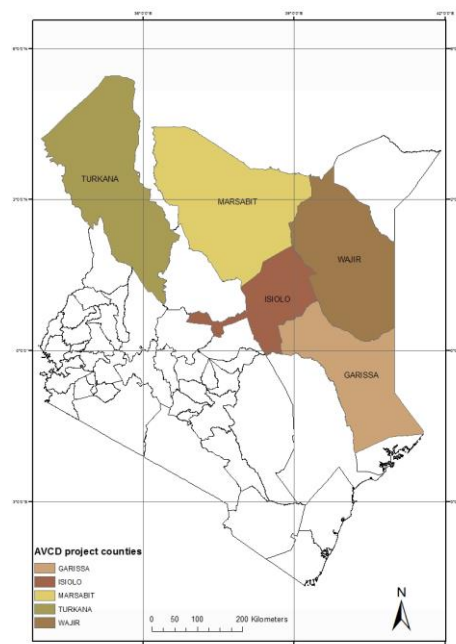 TURKANA
MARSABIT
WAJIR
ISIOLO
GARISSA
AVCD project counties
GARISSA
ISIOLO
MARSABIT
TURKANA
WAJIR
0 50 100 200 Kilometers
N